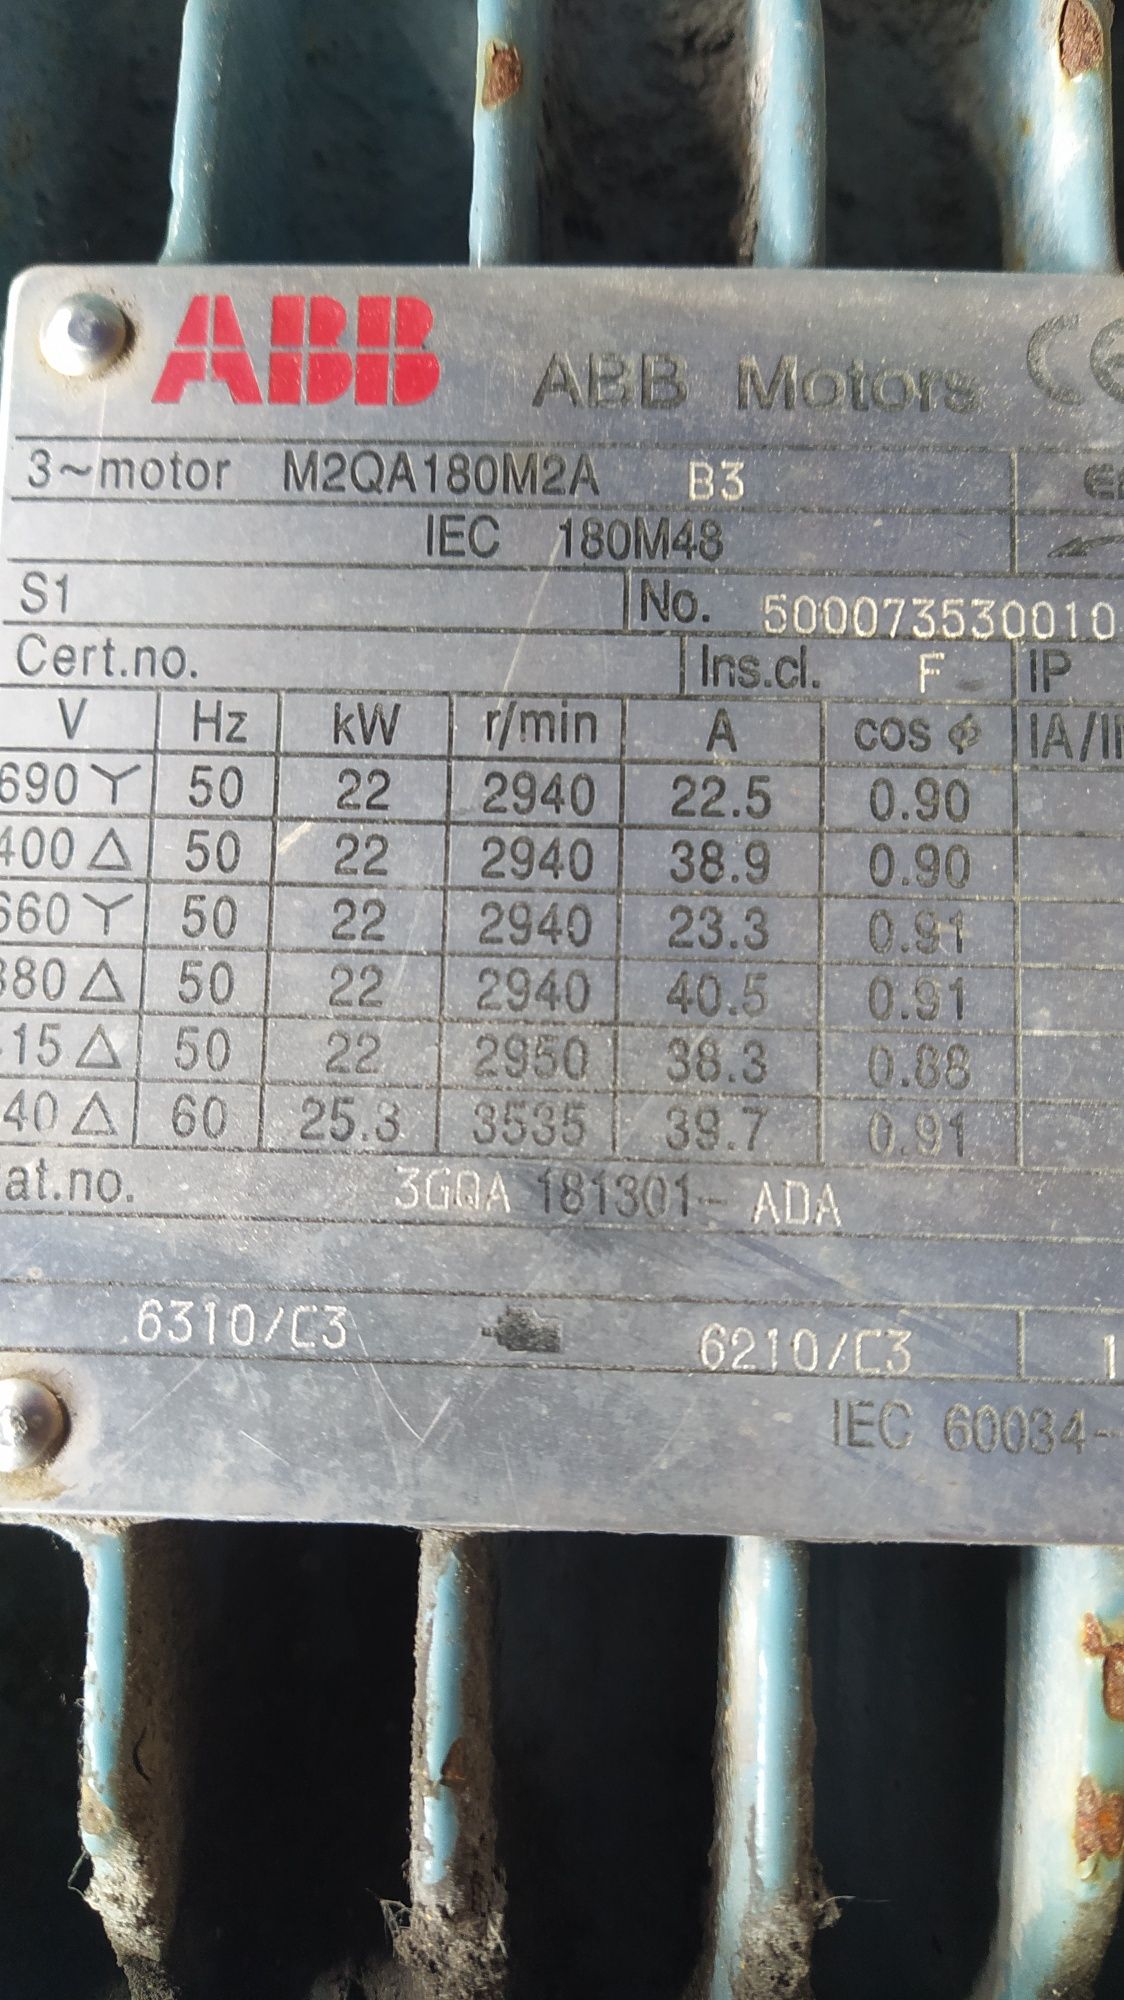 ABB ABB Motors CE
3~motor M2QA180M2A B3
IEC 180M48
S1 No. 500073530010
Cert.no. Ins.cl. F IP
V Hz kW r/min A cos ϕ IA/I
690 Y 50 22 2940 22.5 0.90
400 Δ 50 22 2940 38.9 0.90
660 Y 50 22 2940 23.3 0.91
380 Δ 50 22 2940 40.5 0.91
15 Δ 50 22 2950 38.3 0.88
40 Δ 60 25.3 3535 39.7 0.91
at.no. 3GQA 181301- ADA
6310/C3 6210/C3 1
IEC 60034-